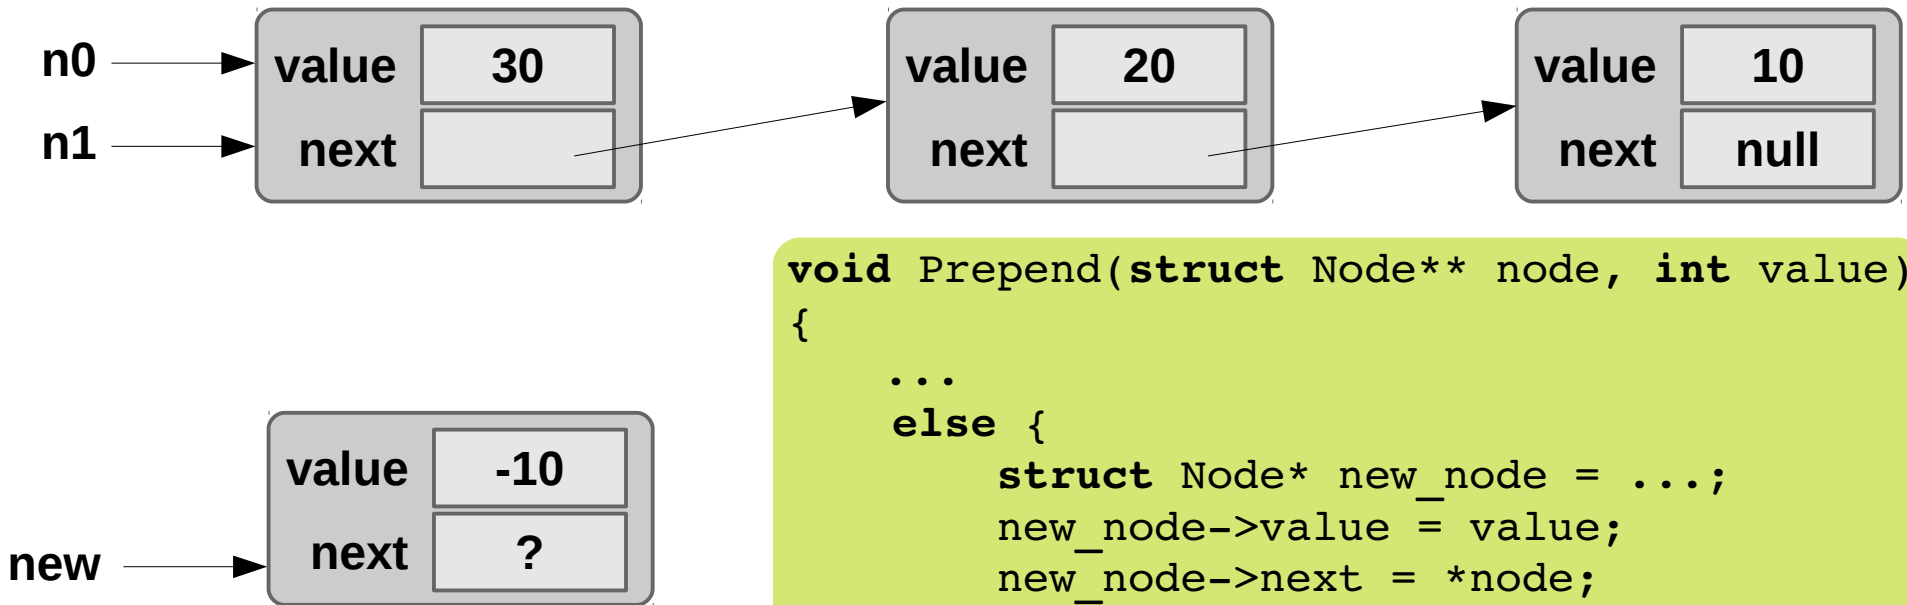 n0 value 30 value 20 value 10
n1 next next next null
void Prepend(struct Node** node, int value)
{
...
else {
value -10
struct Node* new_node = ...;
new_node->value = value;
new next ?
new_node->next = *node;